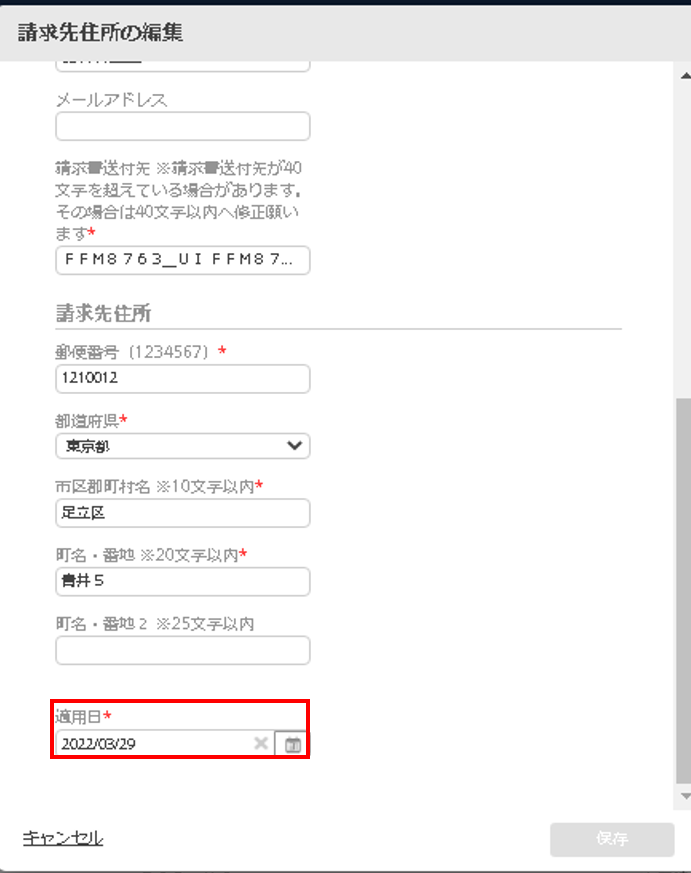 請求先住所の編集
メールアドレス
請求書送付先 ※請求書送付先が40
文字を超えている場合があります。
その場合は40文字以内へ修正願い
ます*
ＦＦＭ８７６３＿ＵＩ ＦＦＭ８７...
請求先住所
郵便番号（1234567）*
1210012
都道府県*
東京都
市区郡町村名 ※10文字以内*
足立区
町名・番地 ※20文字以内*
青井５
町名・番地２ ※25文字以内
適用日*
2022/03/29
キャンセル
保存